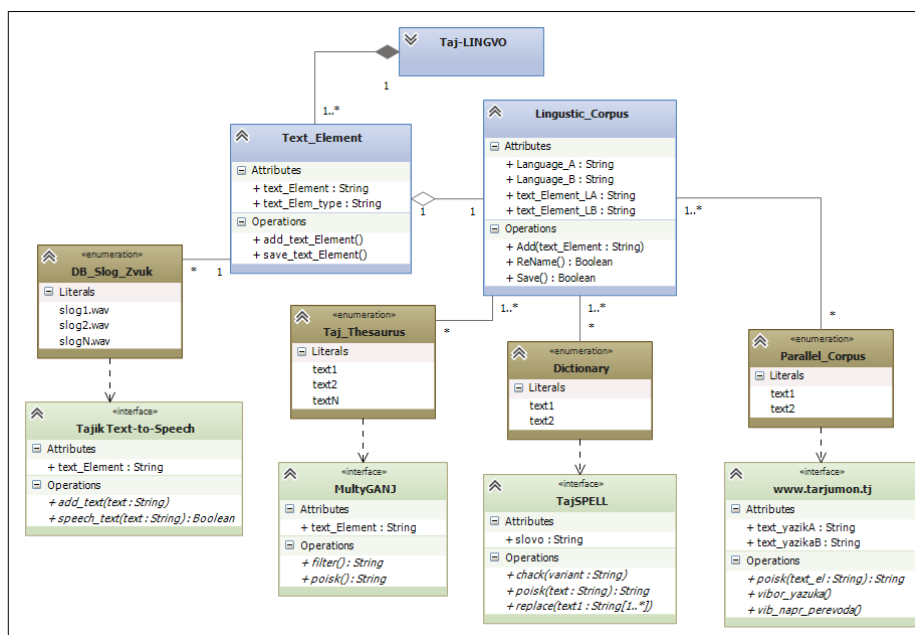 Taj-LINGVO
1
1..*
Text_Element
Attributes
+ text_Element : String
+ text_Elem_type : String
Operations
+ add_text_Element()
+ save_text_Element()
1
1
Lingustic_Corpus
Attributes
+ Language_A : String
+ Language_B : String
+ text_Element_LA : String
+ text_Element_LB : String
Operations
+ Add(text_Element : String)
+ ReName() : Boolean
+ Save() : Boolean
1..*
*
1
«enumeration»
DB_Slog_Zvuk
Literals
slog1.wav
slog2.wav
slogN.wav
1..*
*
«enumeration»
Taj_Thesaurus
Literals
text1
text2
textN
1..*
*
«enumeration»
Dictionary
Literals
text1
text2
*
«enumeration»
Parallel_Corpus
Literals
text1
text2
«interface»
Tajik Text-to-Speech
Attributes
+ text_Element : String
Operations
+ add_text(text : String)
+ speech_text(text : String) : Boolean
«interface»
MultyGANJ
Attributes
+ text_Element : String
Operations
+ filter() : String
+ poisk() : String
«interface»
TajSPELL
Attributes
+ slovo : String
Operations
+ chack(variant : String)
+ poisk(text : String) : String
+ replace(text1 : String[1..*])
«interface»
www.tarjumon.tj
Attributes
+ text_yazikA : String
+ text_yazikaB : String
Operations
+ poisk(text_el : String) : String
+ vibor_yazuka()
+ vib_napr_perevoda()